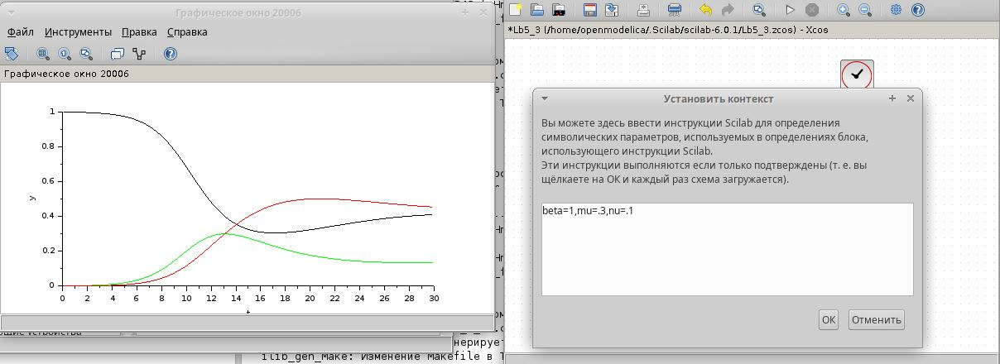 Графическое окно 20006
Файл Инструменты Правка Справка
Графическое окно 20006
1
0.8
0.6
y
0.4
0.2
0
0 2 4 6 8 10 12 14 16 18 20 22 24 26 28 30
t
*Lb5_3 (/home/openmodelica/.Scilab/scilab-6.0.1/Lb5_3.zcos) - Xcos
Установить контекст
Вы можете здесь ввести инструкции Scilab для определения
символических параметров, используемых в определениях блока,
использующего инструкции Scilab.
Эти инструкции выполняются если только подтверждены (т. е. вы
щёлкаете на ОК и каждый раз схема загружается).
beta=1,mu=.3,nu=.1
ОК Отменить
нерирует
ilib_gen_Make: Изменение Makefile в T